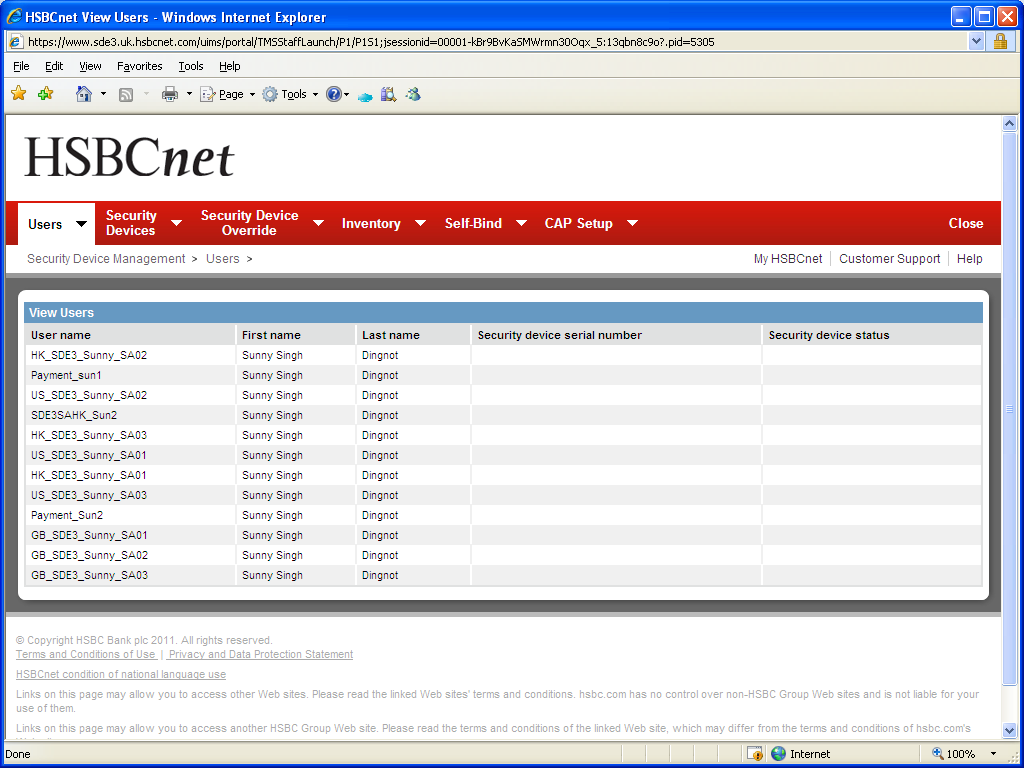 HSBCnet View Users - Windows Internet Explorer
https://www.sde3.uk.hsbcnet.com/uims/portal/TMSStaffLaunch/P1/P1S1;jsessionid=00001-kBr9BvKaSMWrmn30Oqx_5:13qbn8c9o?.pid=5305
File Edit View Favorites Tools Help
Page Tools
HSBCnet
Users Security Devices Security Device Override Inventory Self-Bind CAP Setup Close
Security Device Management > Users > My HSBCnet Customer Support Help
View Users
User name First name Last name Security device serial number Security device status
HK_SDE3_Sunny_SA02 Sunny Singh Dingnot
Payment_sun1 Sunny Singh Dingnot
US_SDE3_Sunny_SA02 Sunny Singh Dingnot
SDE3SAHK_Sun2 Sunny Singh Dingnot
HK_SDE3_Sunny_SA03 Sunny Singh Dingnot
US_SDE3_Sunny_SA01 Sunny Singh Dingnot
HK_SDE3_Sunny_SA01 Sunny Singh Dingnot
US_SDE3_Sunny_SA03 Sunny Singh Dingnot
Payment_Sun2 Sunny Singh Dingnot
GB_SDE3_Sunny_SA01 Sunny Singh Dingnot
GB_SDE3_Sunny_SA02 Sunny Singh Dingnot
GB_SDE3_Sunny_SA03 Sunny Singh Dingnot
© Copyright HSBC Bank plc 2011. All rights reserved.
Terms and Conditions of Use | Privacy and Data Protection Statement
HSBCnet condition of national language use
Links on this page may allow you to access other Web sites. Please read the linked Web sites' terms and conditions. hsbc.com has no control over non-HSBC Group Web sites and is not liable for your
use of them.
Links on this page may allow you to access another HSBC Group Web site. Please read the terms and conditions of the linked Web site, which may differ from the terms and conditions of hsbc.com's
Done Internet 100%